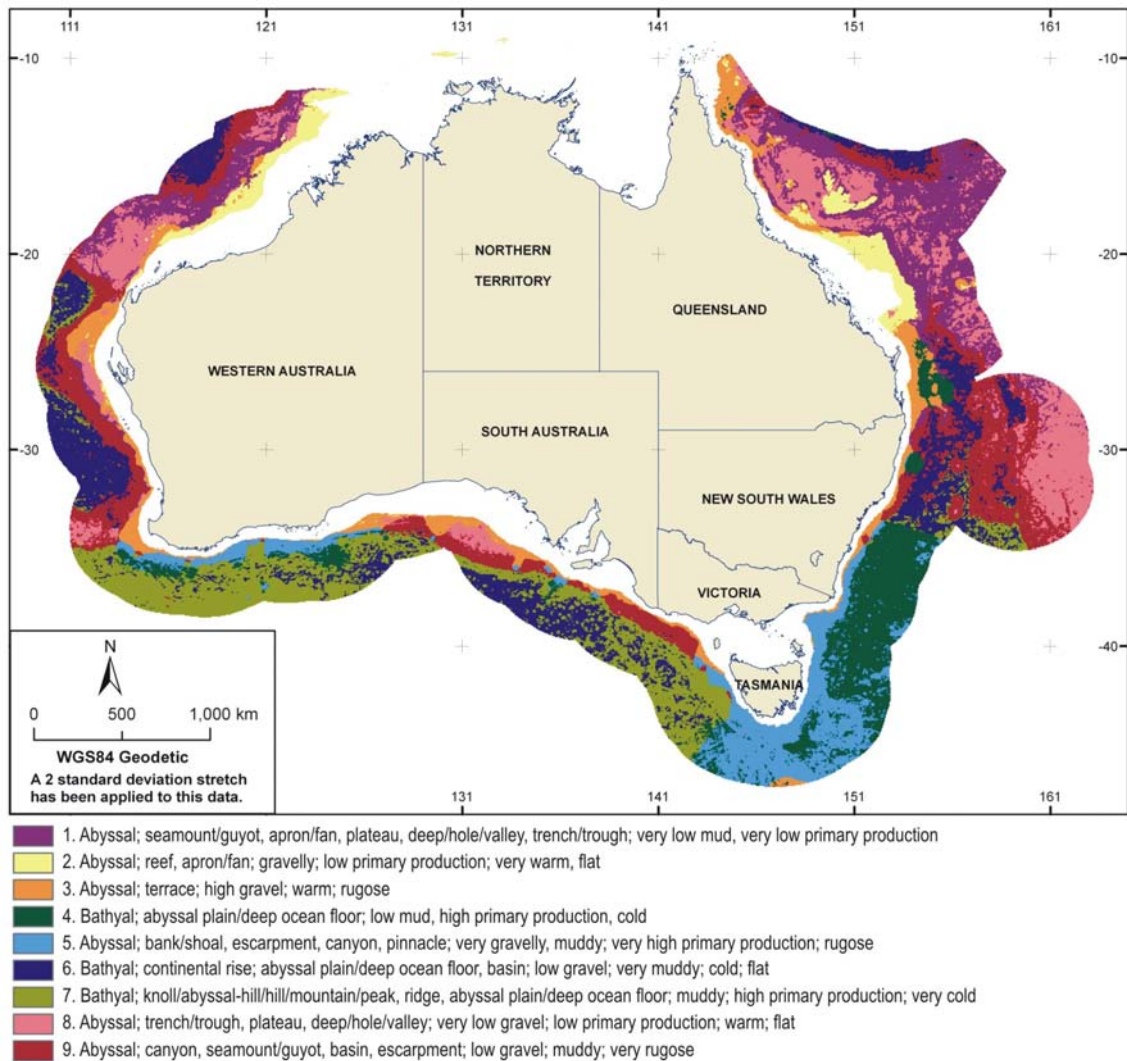 111 121 131 141 151 161
-10 -10
-20 -20
-30 -30
-40 -40
NORTHERN
TERRITORY
QUEENSLAND
WESTERN AUSTRALIA
SOUTH AUSTRALIA
NEW SOUTH WALES
VICTORIA
TASMANIA
N
0 500 1,000 km
WGS84 Geodetic
A 2 standard deviation stretch
has been applied to this data.
131 141 151 161
1. Abyssal; seamount/guyot, apron/fan, plateau, deep/hole/valley, trench/trough; very low mud, very low primary production
2. Abyssal; reef, apron/fan; gravelly; low primary production; very warm, flat
3. Abyssal; terrace; high gravel; warm; rugose
4. Bathyal; abyssal plain/deep ocean floor; low mud, high primary production, cold
5. Abyssal; bank/shoal, escarpment, canyon, pinnacle; very gravelly, muddy; very high primary production; rugose
6. Bathyal; continental rise; abyssal plain/deep ocean floor, basin; low gravel; very muddy; cold; flat
7. Bathyal; knoll/abyssal-hill/hill/mountain/peak, ridge, abyssal plain/deep ocean floor; muddy; high primary production; very cold
8. Abyssal; trench/trough, plateau, deep/hole/valley; very low gravel; low primary production; warm; flat
9. Abyssal; canyon, seamount/guyot, basin, escarpment; low gravel; muddy; very rugose